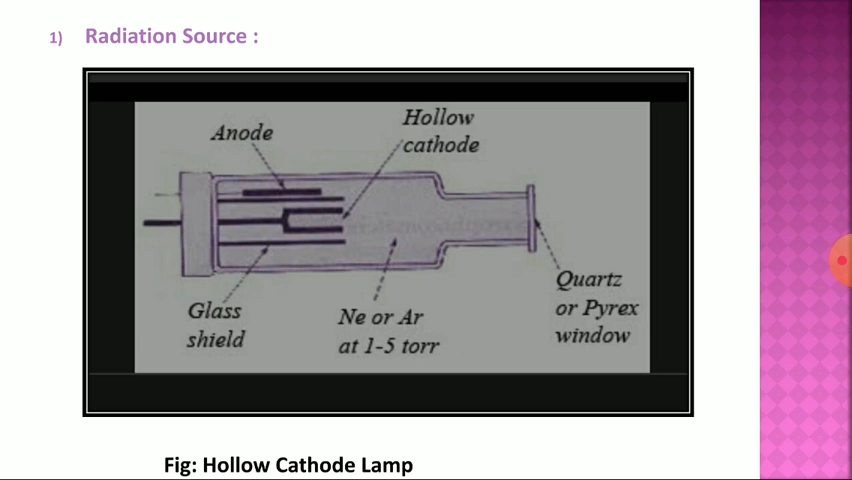 1) Radiation Source :
Anode
Hollow
cathode
Glass
shield
Ne or Ar
at 1-5 torr
Quartz
or Pyrex
window
Fig: Hollow Cathode Lamp